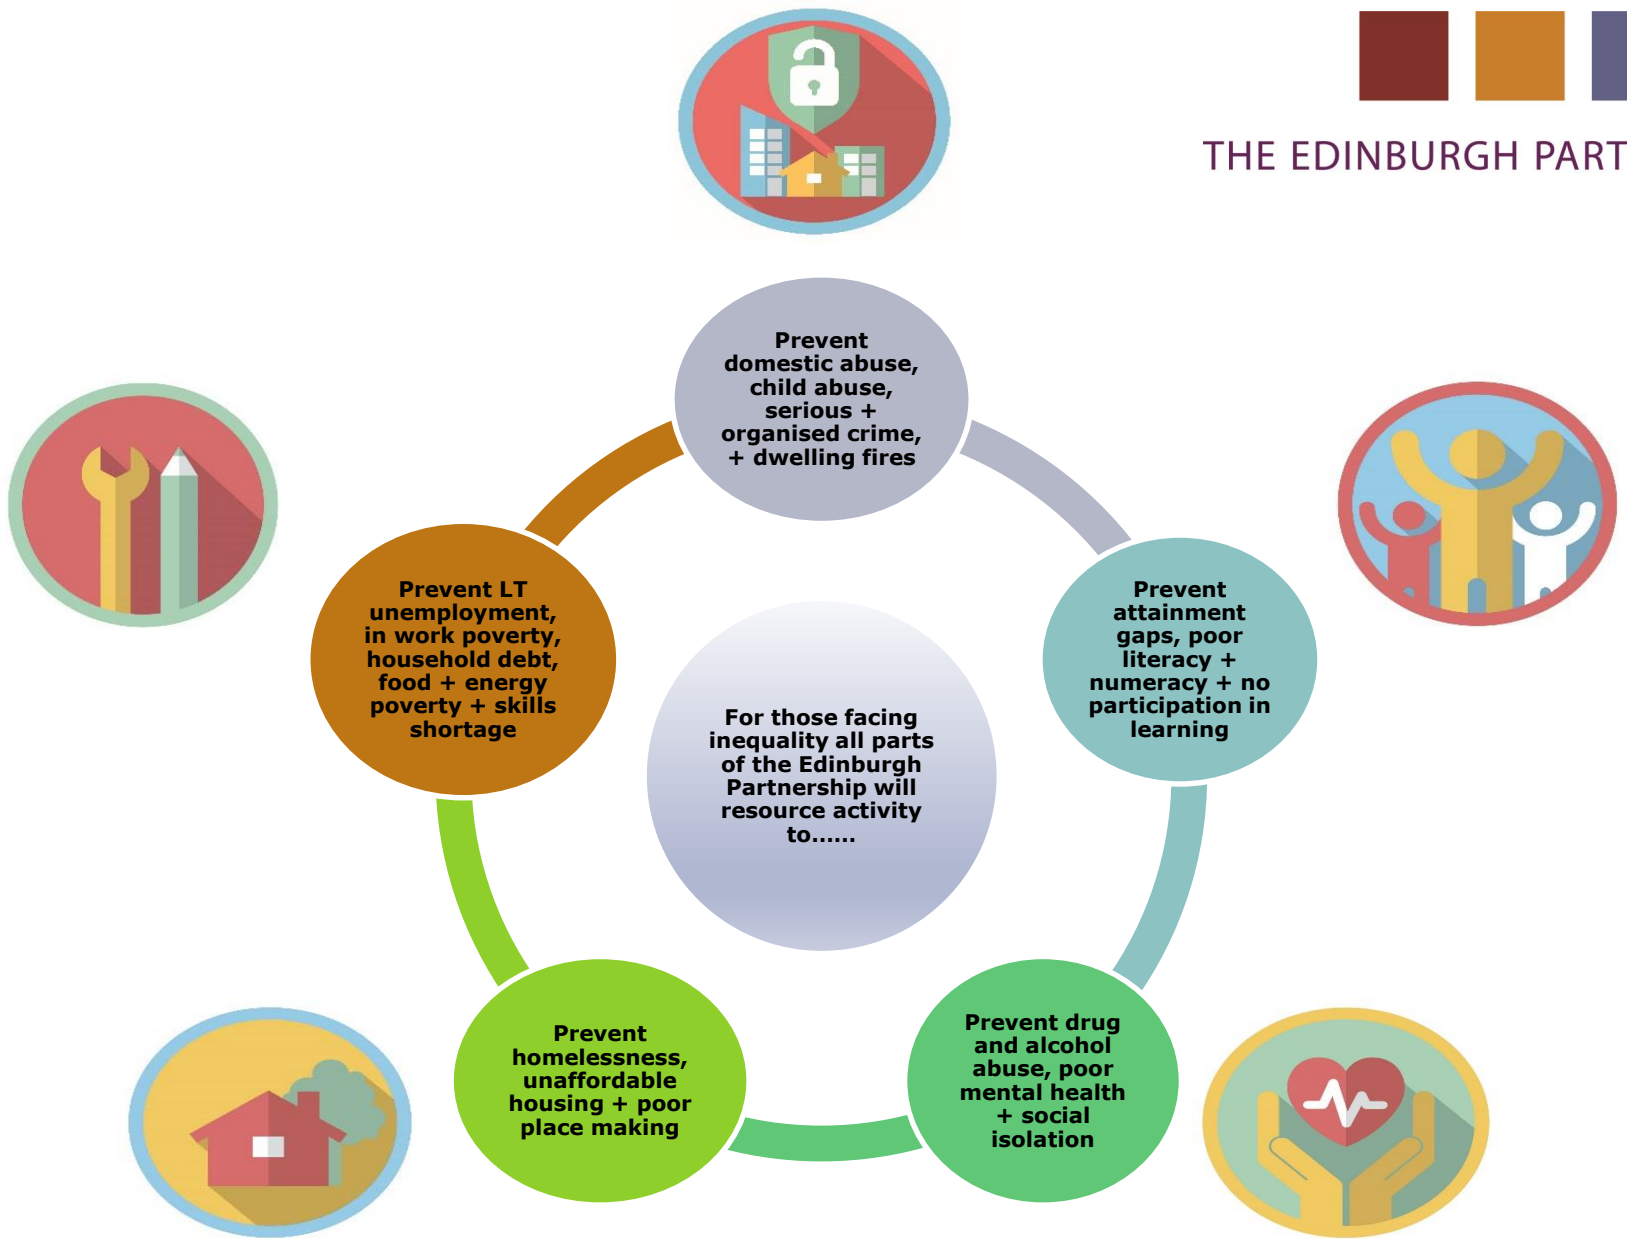 THE EDINBURGH PART
Prevent
domestic abuse,
child abuse,
serious +
organised crime,
+ dwelling fires
Prevent LT
unemployment,
in work poverty,
household debt,
food + energy
poverty + skills
shortage
Prevent
attainment
gaps, poor
literacy +
numeracy + no
participation in
learning
For those facing
inequality all parts
of the Edinburgh
Partnership will
resource activity
to......
Prevent
homelessness,
unaffordable
housing + poor
place making
Prevent drug
and alcohol
abuse, poor
mental health
+ social
isolation